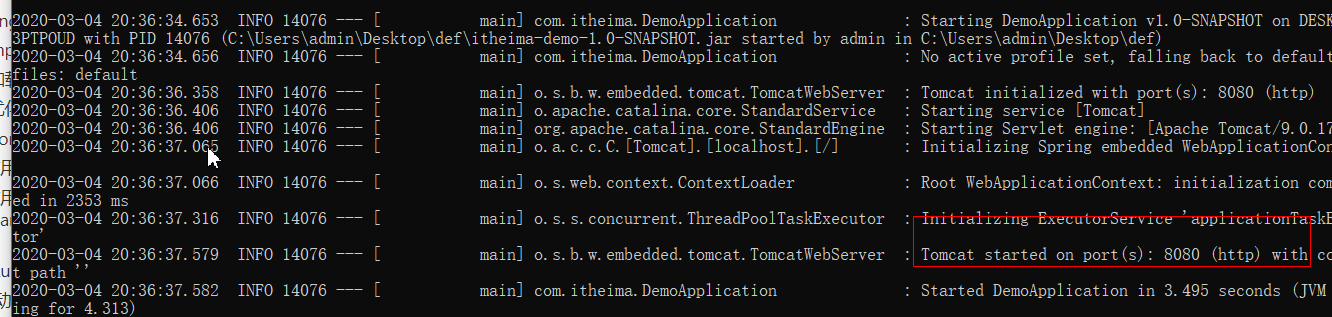 2020-03-04 20:36:34.653  INFO 14076 --- [           main] com.itheima.DemoApplication              : Starting DemoApplication v1.0-SNAPSHOT on DESK
3PTPOUD with PID 14076 (C:\Users\admin\Desktop\def\itheima-demo-1.0-SNAPSHOT.jar started by admin in C:\Users\admin\Desktop\def)
2020-03-04 20:36:34.656  INFO 14076 --- [           main] com.itheima.DemoApplication              : No active profile set, falling back to default
files: default
2020-03-04 20:36:36.358  INFO 14076 --- [           main] o.s.b.w.embedded.tomcat.TomcatWebServer  : Tomcat initialized with port(s): 8080 (http)
2020-03-04 20:36:36.406  INFO 14076 --- [           main] o.apache.catalina.core.StandardService   : Starting service [Tomcat]
2020-03-04 20:36:36.406  INFO 14076 --- [           main] org.apache.catalina.core.StandardEngine  : Starting Servlet engine: [Apache Tomcat/9.0.17
2020-03-04 20:36:37.065  INFO 14076 --- [           main] o.a.c.c.C.[Tomcat].[localhost].[/]       : Initializing Spring embedded WebApplicationCon
2020-03-04 20:36:37.066  INFO 14076 --- [           main] o.s.web.context.ContextLoader            : Root WebApplicationContext: initialization com
ed in 2353 ms
2020-03-04 20:36:37.316  INFO 14076 --- [           main] o.s.s.concurrent.ThreadPoolTaskExecutor  : Initializing ExecutorService 'applicationTaskE
tor'
2020-03-04 20:36:37.579  INFO 14076 --- [           main] o.s.b.w.embedded.tomcat.TomcatWebServer  : Tomcat started on port(s): 8080 (http) with co
t path ''
2020-03-04 20:36:37.582  INFO 14076 --- [           main] com.itheima.DemoApplication              : Started DemoApplication in 3.495 seconds (JVM
ing for 4.313)